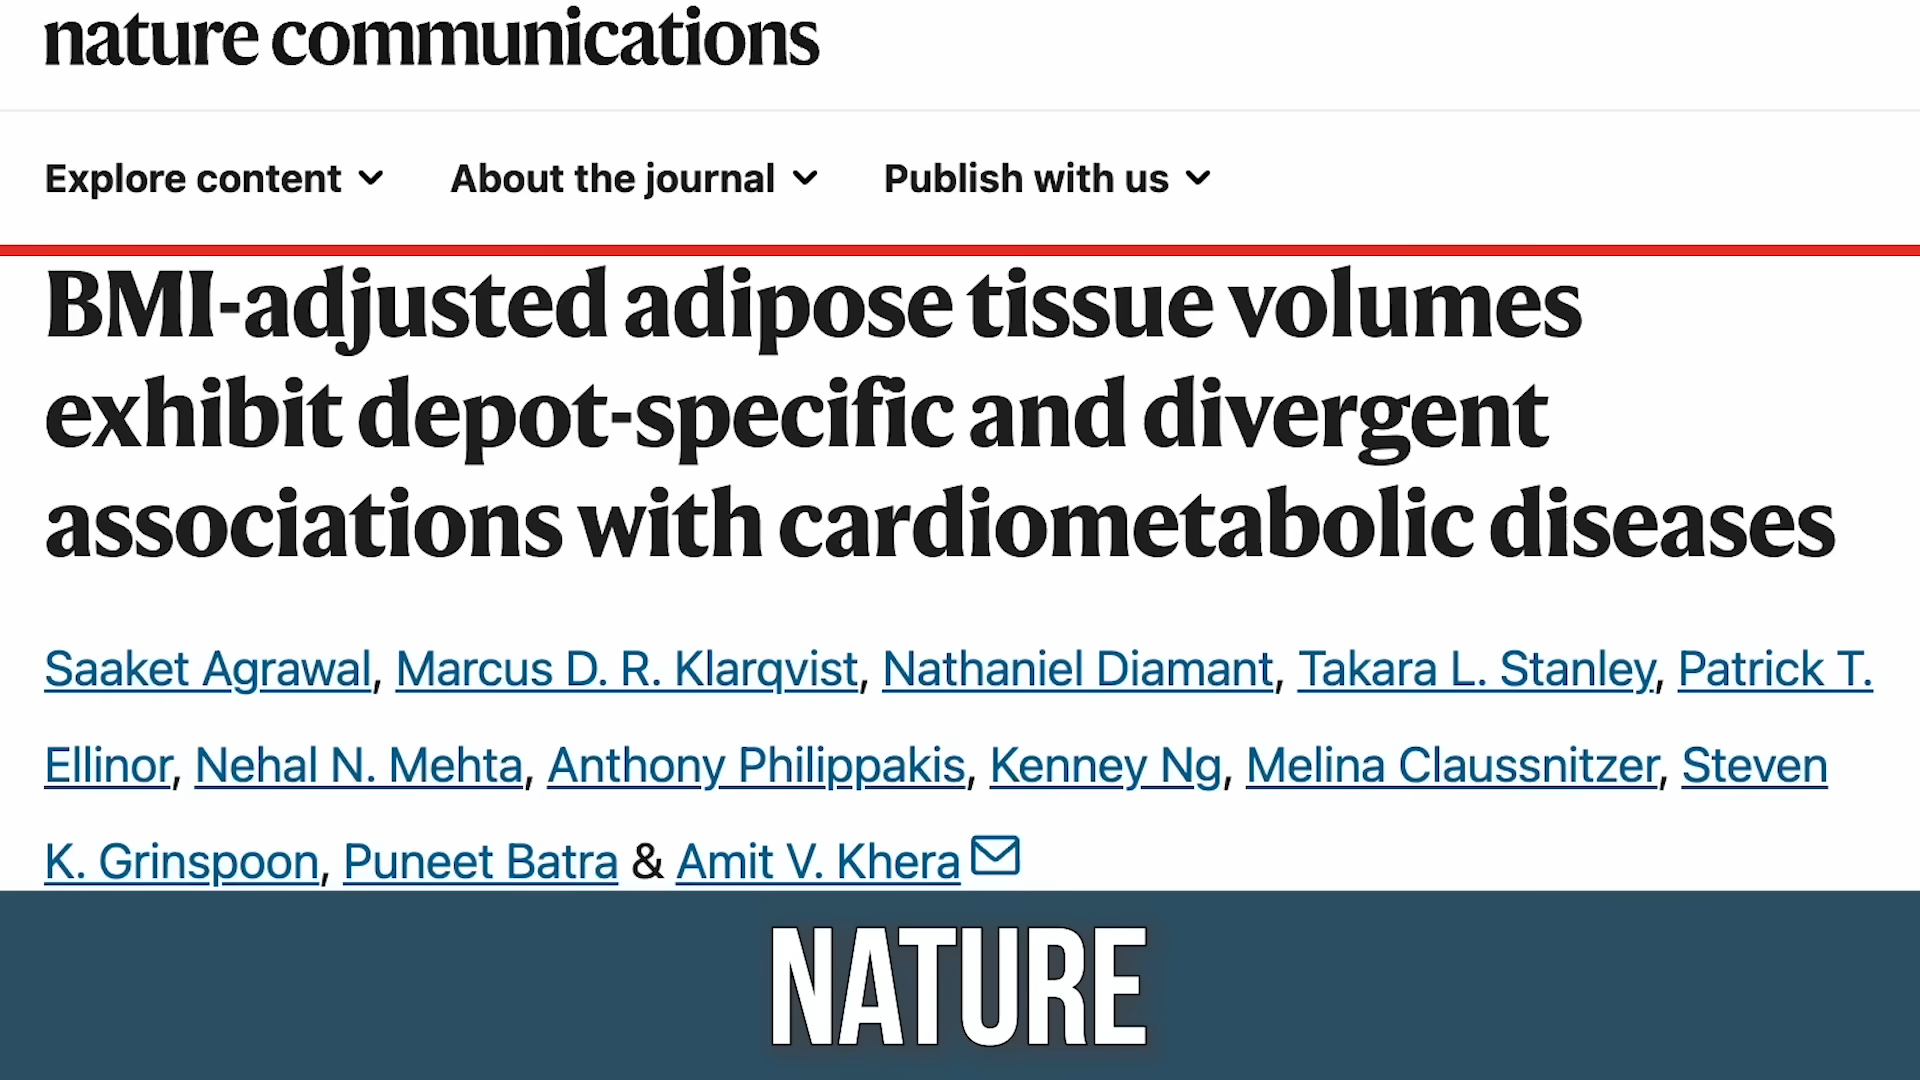 nature communications
Explore content About the journal Publish with us
BMI-adjusted adipose tissue volumes
exhibit depot-specific and divergent
associations with cardiometabolic diseases
Saaket Agrawal, Marcus D. R. Klarqvist, Nathaniel Diamant, Takara L. Stanley, Patrick T.
Ellinor, Nehal N. Mehta, Anthony Philippakis, Kenney Ng, Melina Claussnitzer, Steven
K. Grinspoon, Puneet Batra & Amit V. Khera
NATURE